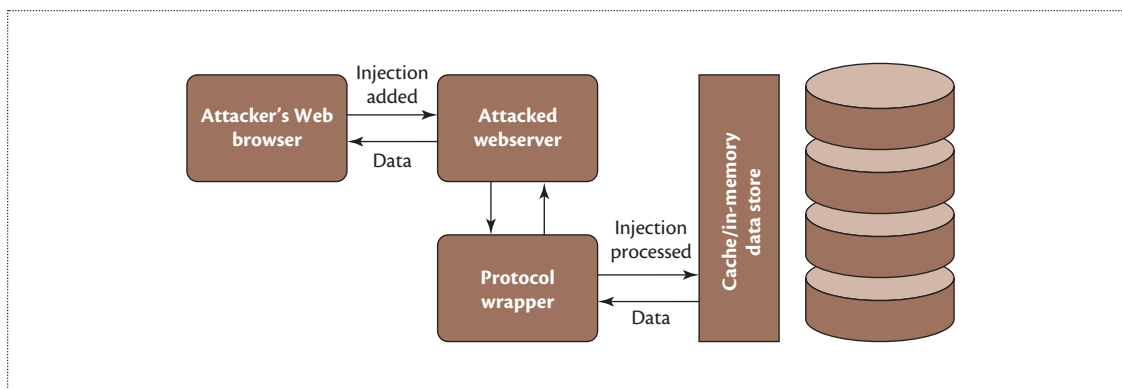 Attacker's Web
browser
Injection
added
Data
Attacked
webserver
Protocol
wrapper
Injection
processed
Data
Cache/in-memory
data store